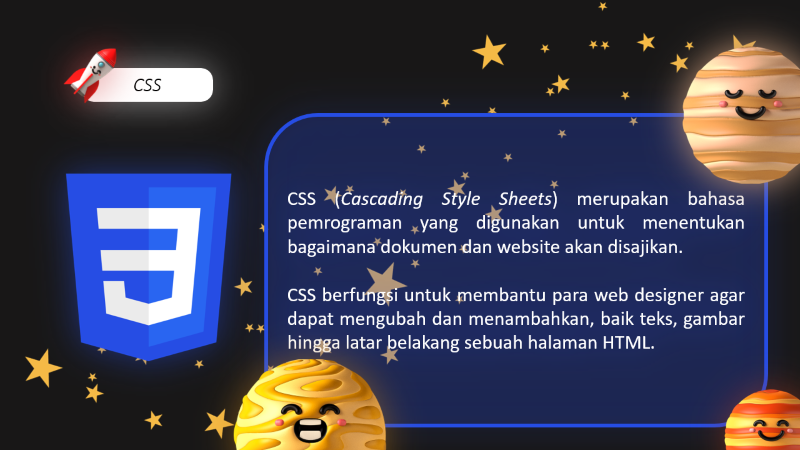 CSS
CSS (Cascading Style Sheets) merupakan bahasa
pemrograman yang digunakan untuk menentukan
bagaimana dokumen dan website akan disajikan.
CSS berfungsi untuk membantu para web designer agar
dapat mengubah dan menambahkan, baik teks, gambar
hingga latar belakang sebuah halaman HTML.